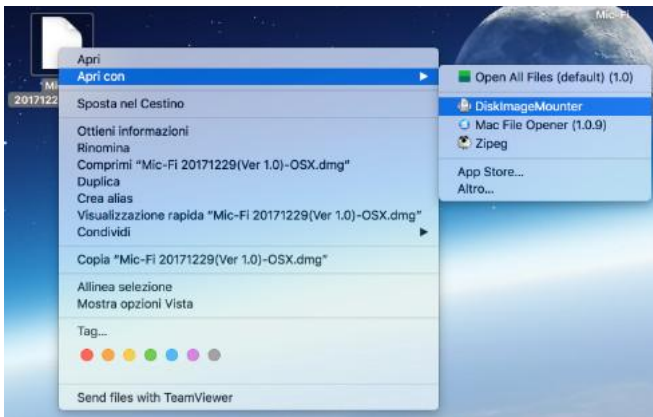 Mic-Fi
Mi
2017122
Apri
Apri con
Sposta nel Cestino
Ottieni informazioni
Rinomina
Comprimi "Mic-Fi 20171229(Ver 1.0)-OSX.dmg"
Duplica
Crea alias
Visualizzazione rapida "Mic-Fi 20171229(Ver 1.0)-OSX.dmg"
Condividi
Copia "Mic-Fi 20171229(Ver 1.0)-OSX.dmg"
Allinea selezione
Mostra opzioni Vista
Tag...
Send files with TeamViewer
Open All Files (default) (1.0)
DiskImageMounter
Mac File Opener (1.0.9)
Zipeg
App Store...
Altro...